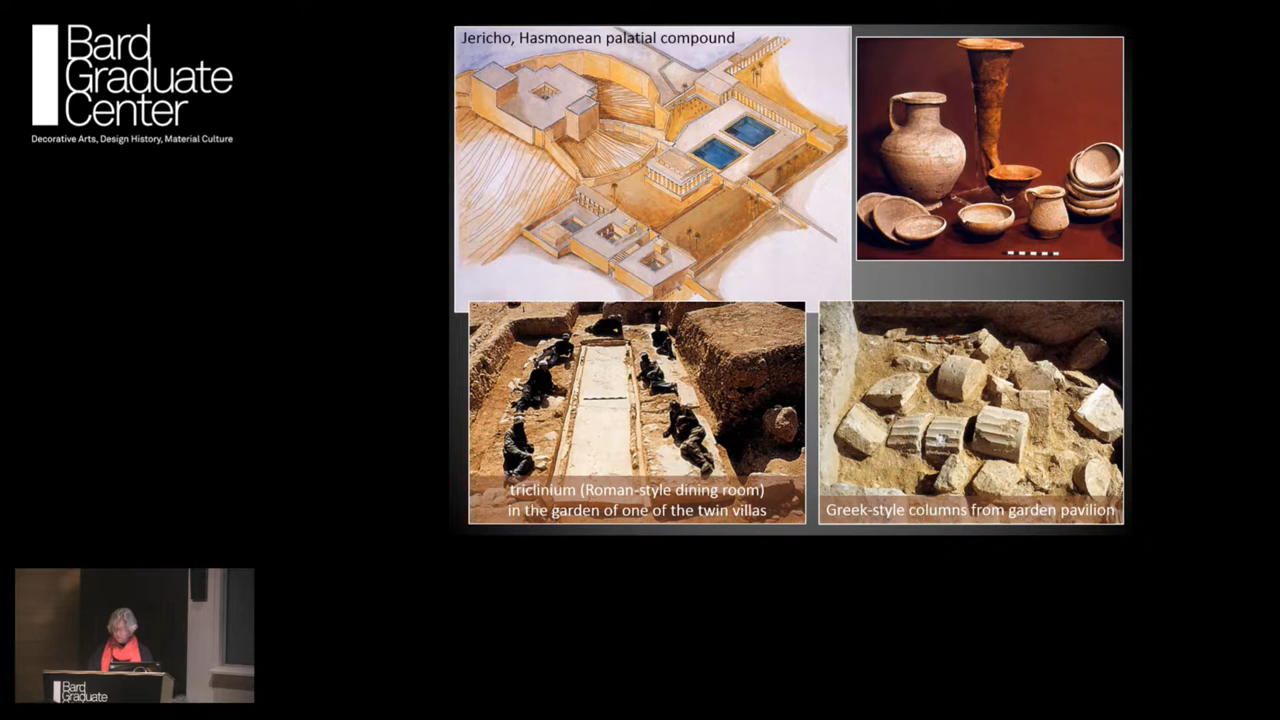 Bard
Graduate
Center
Decorative Arts, Design History, Material Culture
Jericho, Hasmonean palatial compound
triclinium (Roman-style dining room)
in the garden of one of the twin villas
Greek-style columns from garden pavilion
Bard
Graduate